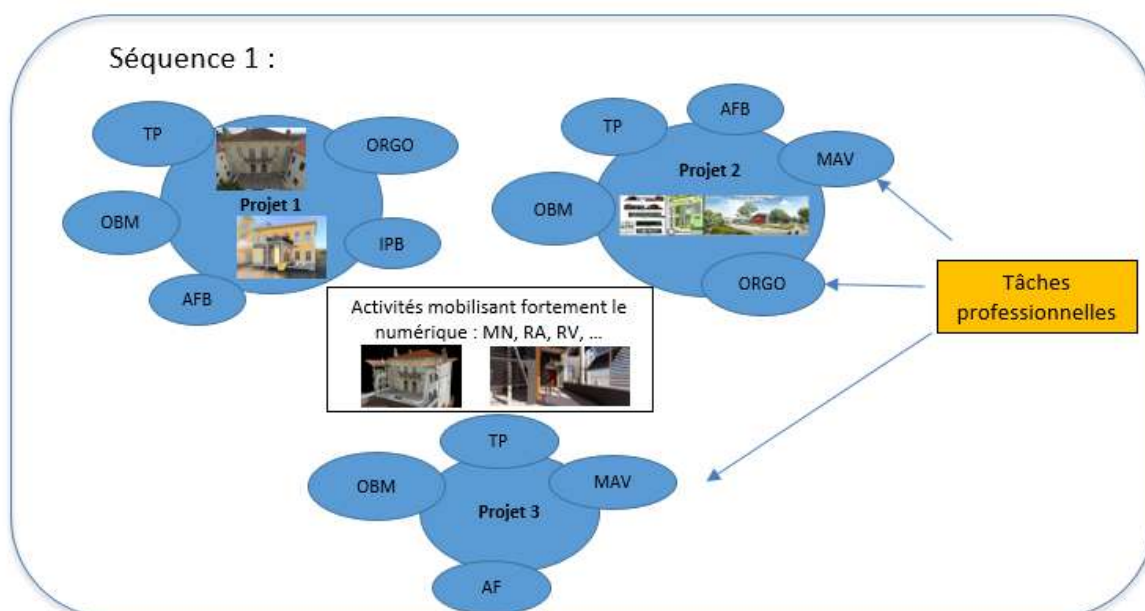 Séquence 1 :
TP
ORGO
Projet 1
OBM
IPB
AFB
AFB
TP
MAV
Projet 2
OBM
ORGO
Tâches
professionnelles
Activités mobilisant fortement le
numérique : MN, RA, RV, ...
TP
OBM
MAV
Projet 3
AF